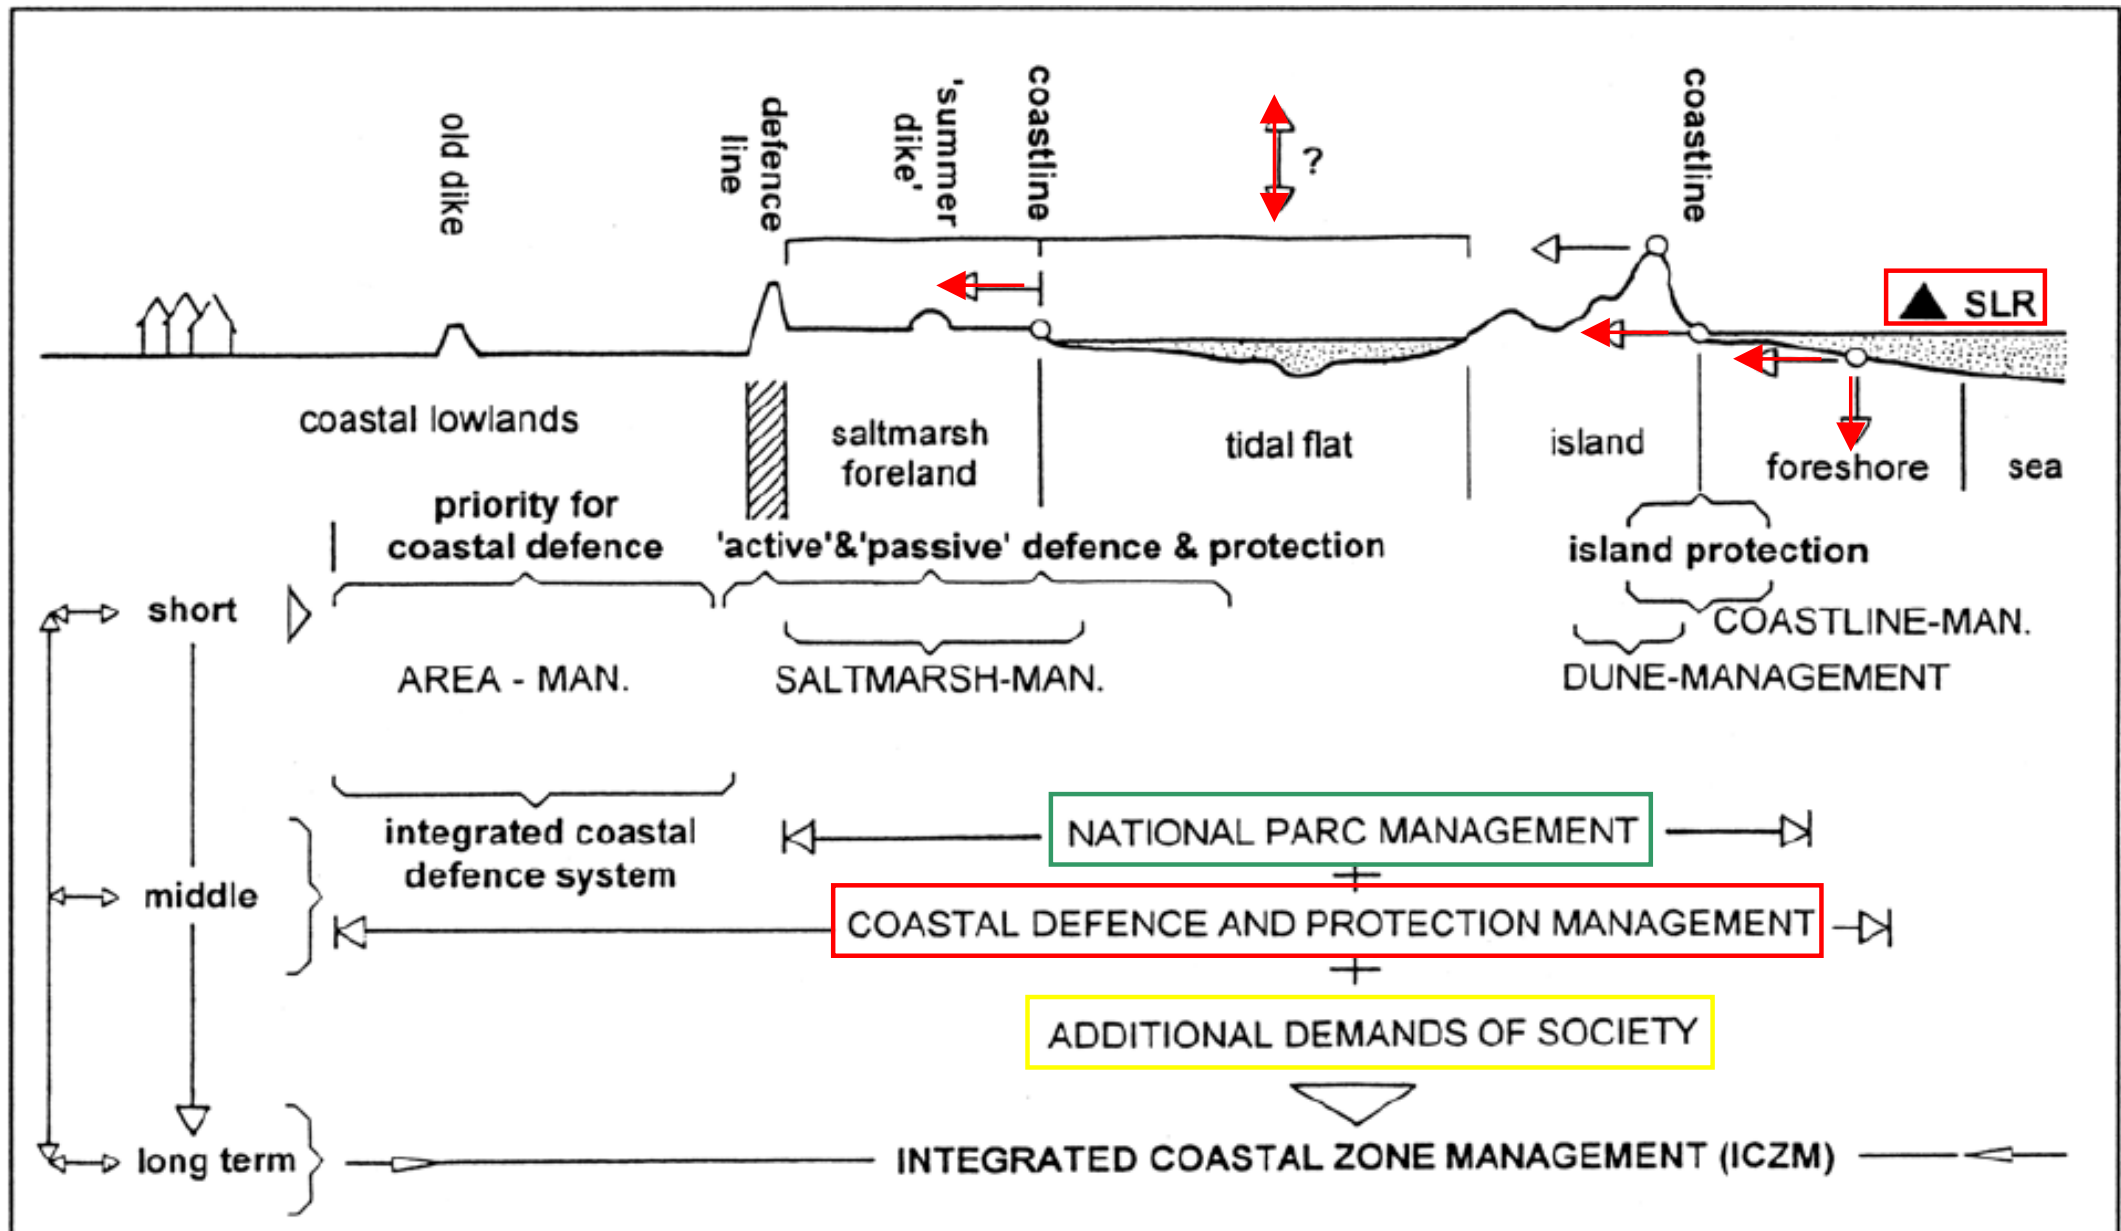 old dike
defence
line
'summer
dike'
coastline
?
coastline
SLR
coastal lowlands
saltmarsh
foreland
tidal flat
island
foreshore
sea
priority for
coastal defence
'active'&'passive' defence & protection
island protection
short
COASTLINE-MAN.
AREA - MAN.
SALTMARSH-MAN.
DUNE-MANAGEMENT
integrated coastal
defence system
NATIONAL PARC MANAGEMENT
middle
COASTAL DEFENCE AND PROTECTION MANAGEMENT
+
ADDITIONAL DEMANDS OF SOCIETY
long term
INTEGRATED COASTAL ZONE MANAGEMENT (ICZM)